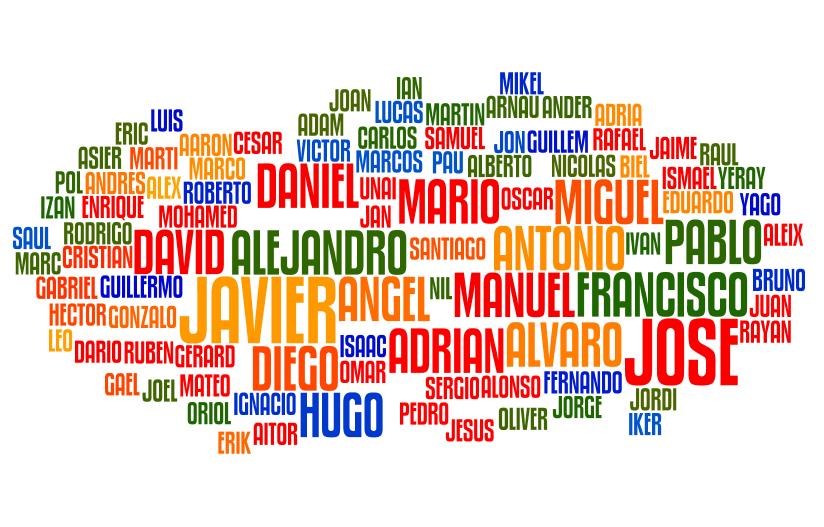 MIKEL
IAN
JOAN
LUCAS MARTIN ARNAU ANDER ADRIA
ADAM
LUIS
ERIC
AARON CESAR
CARLOS SAMUEL JON GUILLEM RAFAEL JAIME RAUL
VICTOR
ASIER MARTI MARCO
MARCOS PAU ALBERTO NICOLAS BIEL
POL ANDRES ALEX ROBERTO DANIEL UNAI MARIO OSCAR MIGUEL ISMAEL YERAY
EDUARDO YAGO
IZAN ENRIQUE MOHAMED JAN
SAUL RODRIGO DAVID ALEJANDRO SANTIAGO ANTONIO IVAN PABLO ALEIX
MARC CRISTIAN
GABRIEL GUILLERMO JAVIER ANGEL NIL MANUEL FRANCISCO BRUNO
JUAN
HECTOR GONZALO
RAYAN
LEO
DARIO RUBEN GERARD DIEGO ISAAC ADRIAN ALVARO JOSE
OMAR
GAEL JOEL MATEO SERGIO ALONSO FERNANDO
JORDI
ORIOL IGNACIO HUGO PEDRO OLIVER JORGE
IKER
JESUS
ERIK AITOR